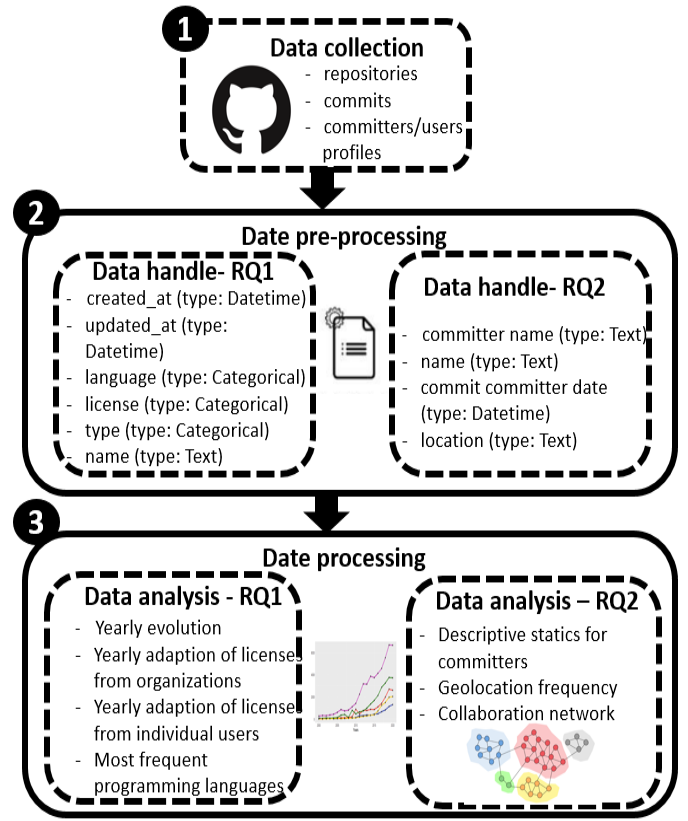 1
Data collection
- repositories
- commits
- committers/users
profiles
2
Date pre-processing
Data handle- RQ1
- created_at (type: Datetime)
- updated_at (type:
Datetime)
- language (type: Categorical)
- license (type: Categorical)
- type (type: Categorical)
- name (type: Text)
Data handle- RQ2
- committer name (type: Text)
- name (type: Text)
- commit committer date
(type: Datetime)
- location (type: Text)
3
Date processing
Data analysis - RQ1
- Yearly evolution
- Yearly adaption of licenses
from organizations
- Yearly adaption of licenses
from individual users
- Most frequent
programming languages
Data analysis – RQ2
- Descriptive statics for
committers
- Geolocation frequency
- Collaboration network